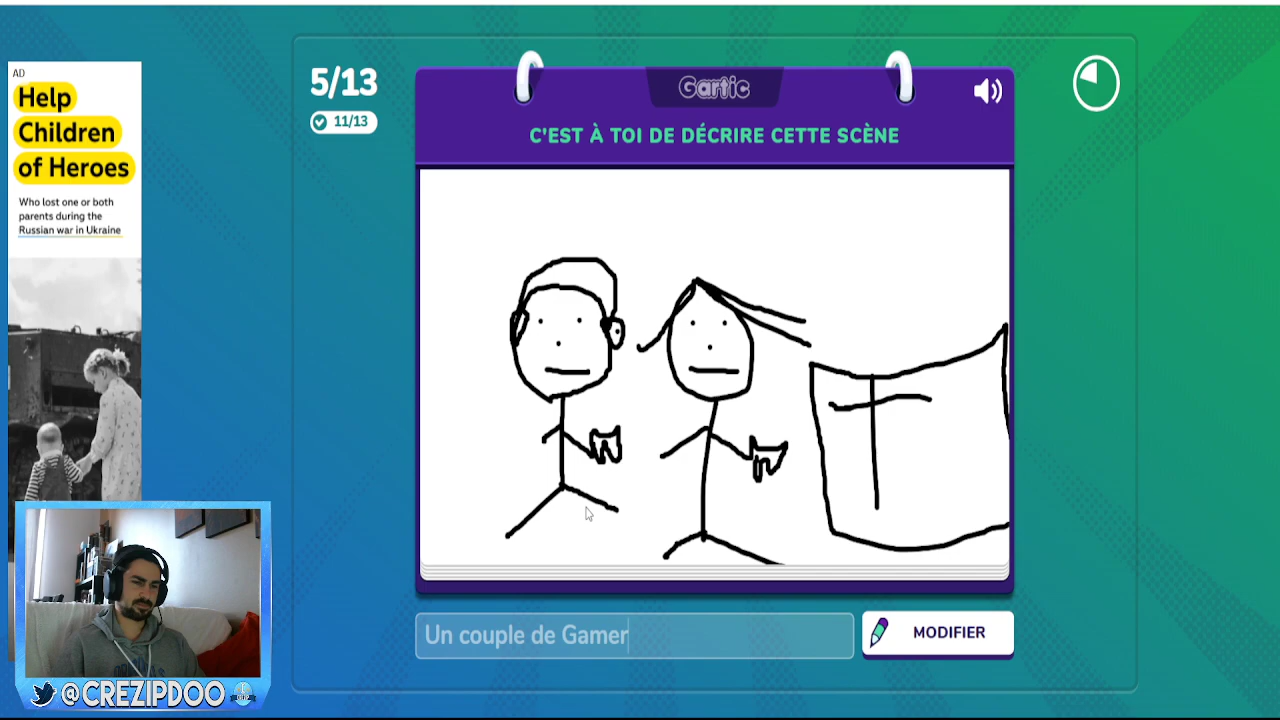 AD
Help
Children
of Heroes
Who lost one or both
parents during the
Russian war in Ukraine
5/13
11/13
Gartic
C'EST À TOI DE DÉCRIRE CETTE SCÈNE
Un couple de Gamer
MODIFIER
@CREZIPDOO